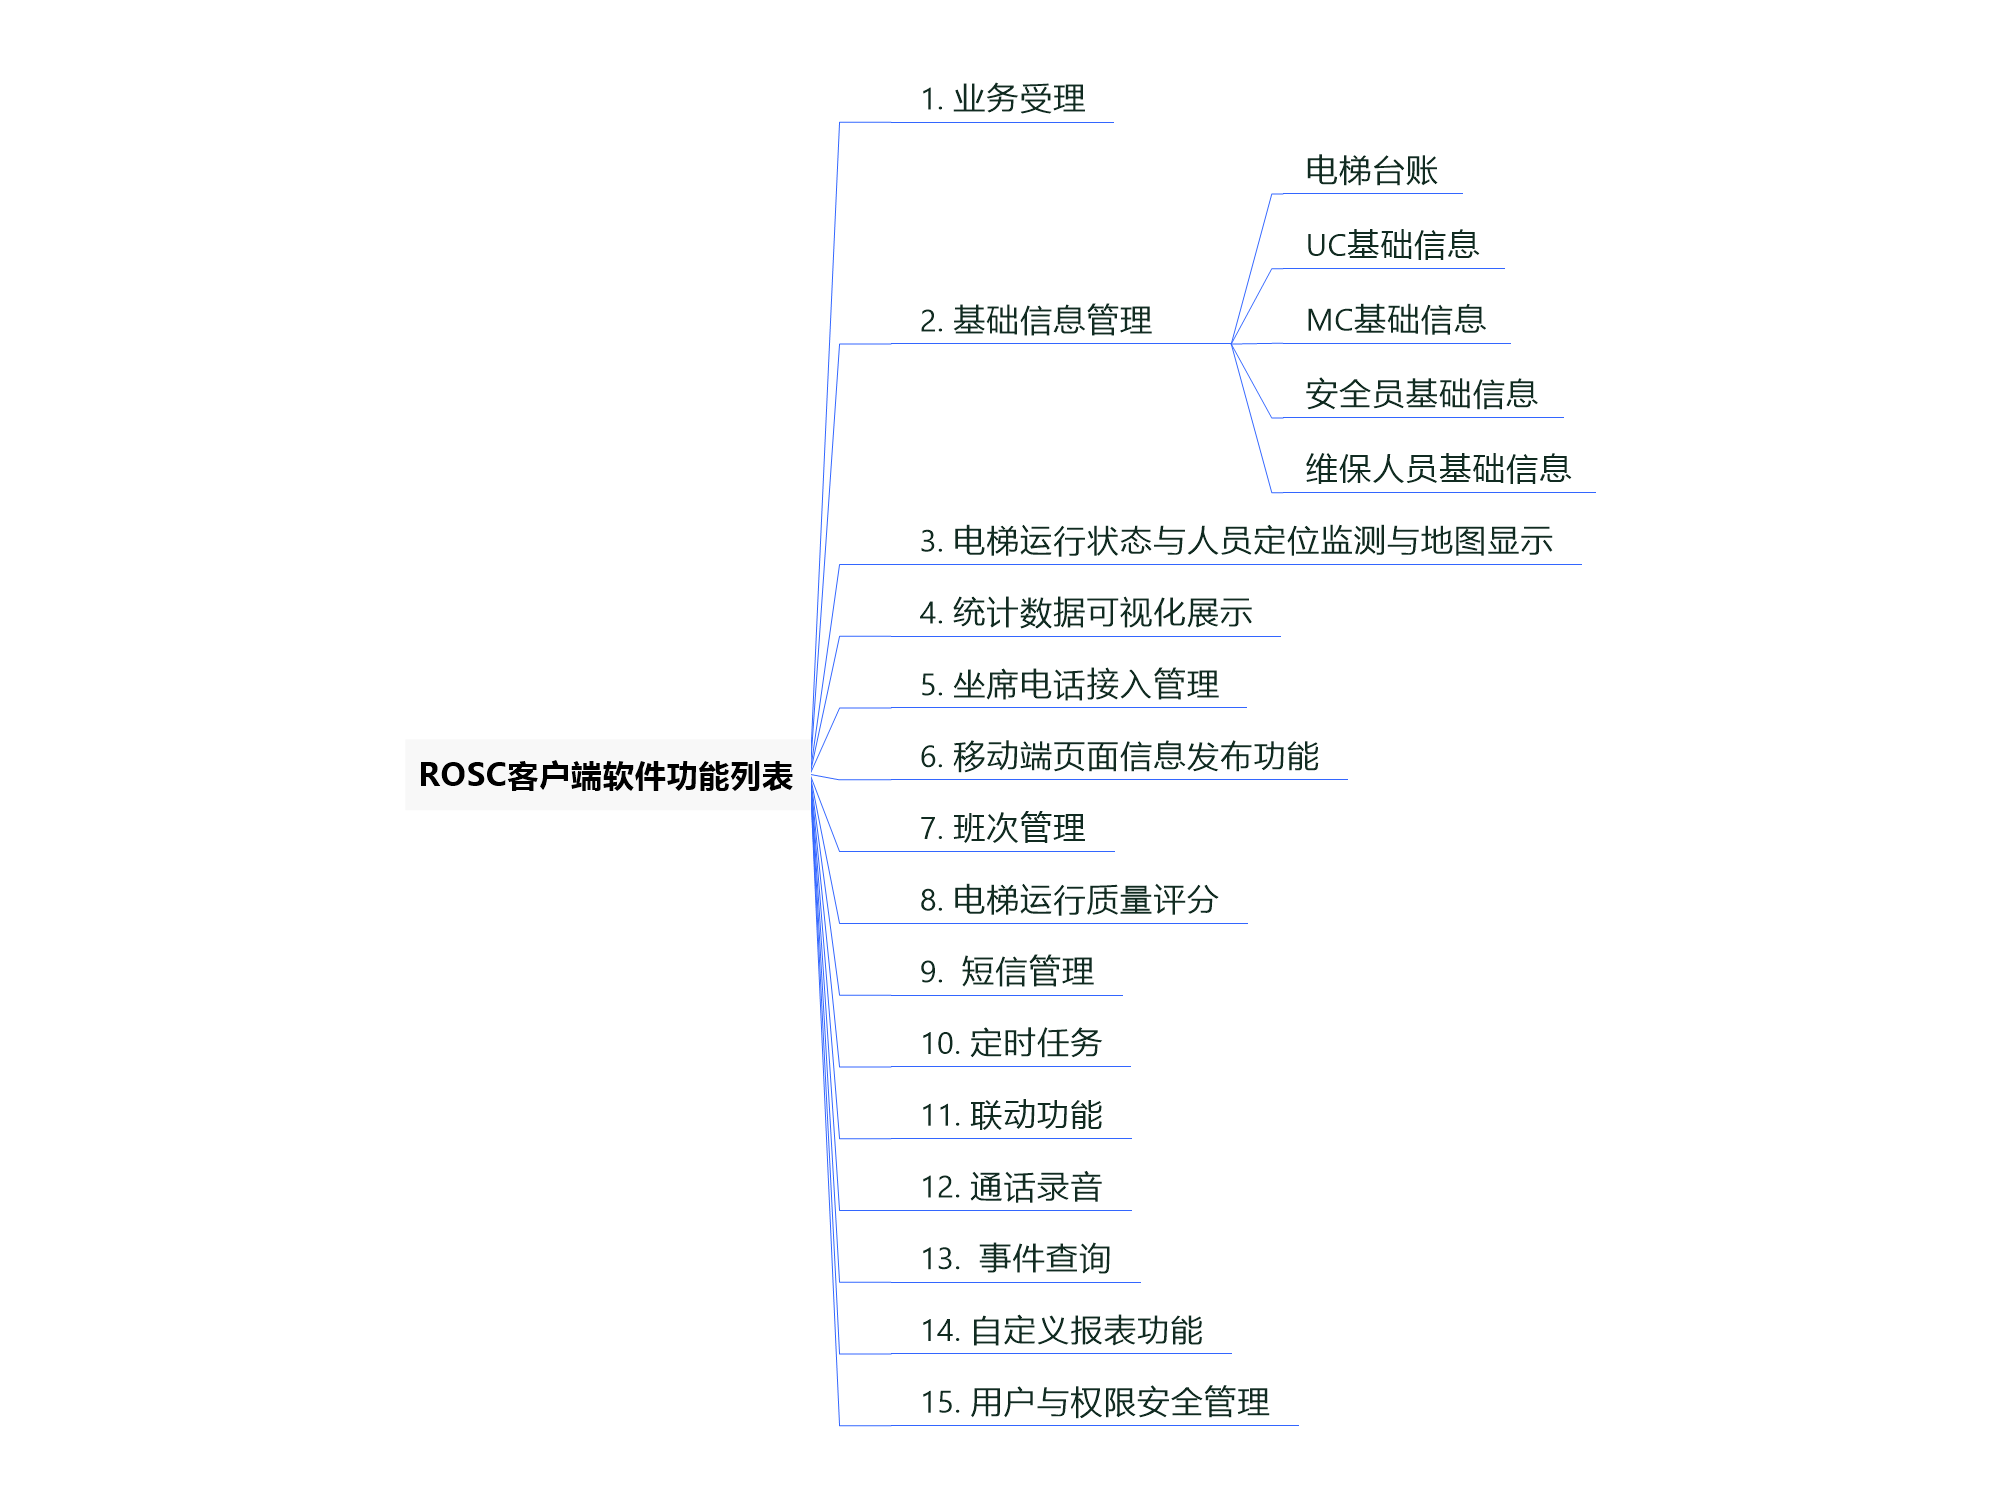 1. 业务受理
电梯台账
UC基础信息
2. 基础信息管理
MC基础信息
安全员基础信息
维保人员基础信息
3. 电梯运行状态与人员定位监测与地图显示
4. 统计数据可视化展示
5. 坐席电话接入管理
6. 移动端页面信息发布功能
ROSC客户端软件功能列表
7. 班次管理
8. 电梯运行质量评分
9. 短信管理
10. 定时任务
11. 联动功能
12. 通话录音
13. 事件查询
14. 自定义报表功能
15. 用户与权限安全管理